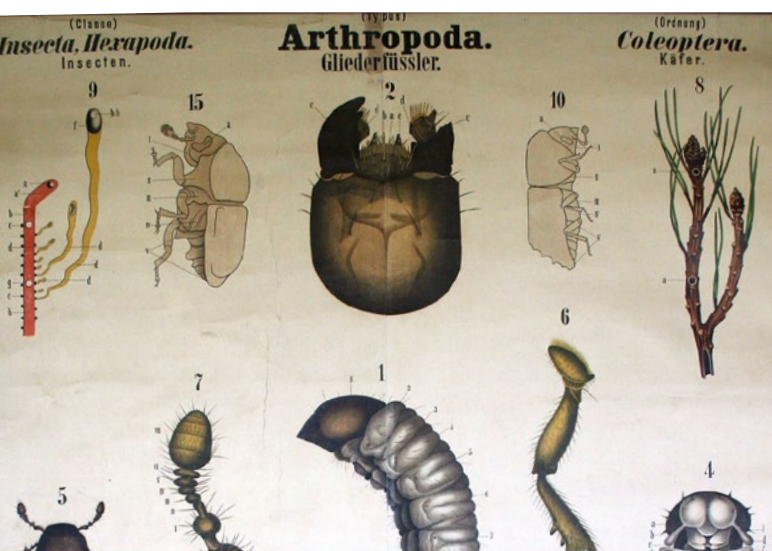 (Classe)
Insecta, Hexapoda.
Insecten.
(Typus)
Arthropoda.
Gliederfüssler.
(Ordnung)
Coleoptera.
Käfer.
9
15
2
10
8
6
7
1
5
4